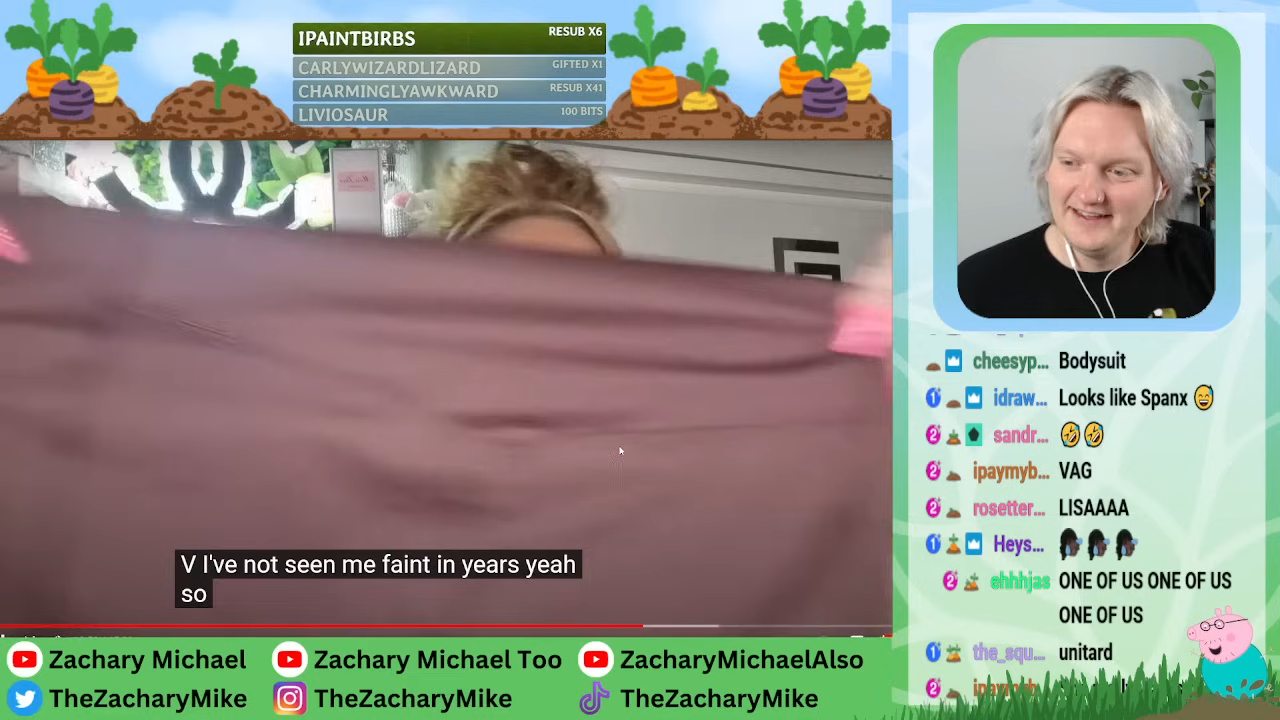 IPAINTBIRBS RESUB X6
CARLYWIZARDLIZARD GIFTED X1
CHARMINGLYAWKWARD RESUB X41
LIVIOSAUR 100 BITS
V I've not seen me faint in years yeah
so
cheesyp... Bodysuit
idraw... Looks like Spanx
sandr...
ipaymyb... VAG
rosetter... LISAAAA
Heys...
ehhhjas ONE OF US ONE OF US
ONE OF US
the_squ... unitard
Zachary Michael
Zachary Michael Too
ZacharyMichaelAlso
TheZacharyMike
TheZacharyMike
TheZacharyMike